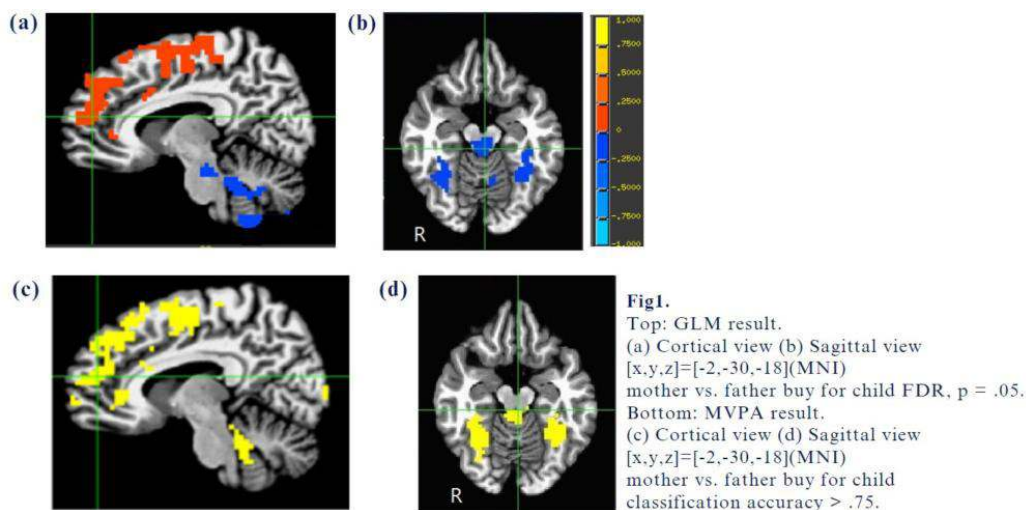 (a)
(b)
1.000
.7500
.5000
.2500
0
-.2500
-.5000
-.7500
-1.000
R
(c)
(d)
R
Fig1.
Top: GLM result.
(a) Cortical view (b) Sagittal view
[x,y,z]=[-2,-30,-18](MNI)
mother vs. father buy for child FDR, p = .05.
Bottom: MVPA result.
(c) Cortical view (d) Sagittal view
[x,y,z]=[-2,-30,-18](MNI)
mother vs. father buy for child
classification accuracy > .75.